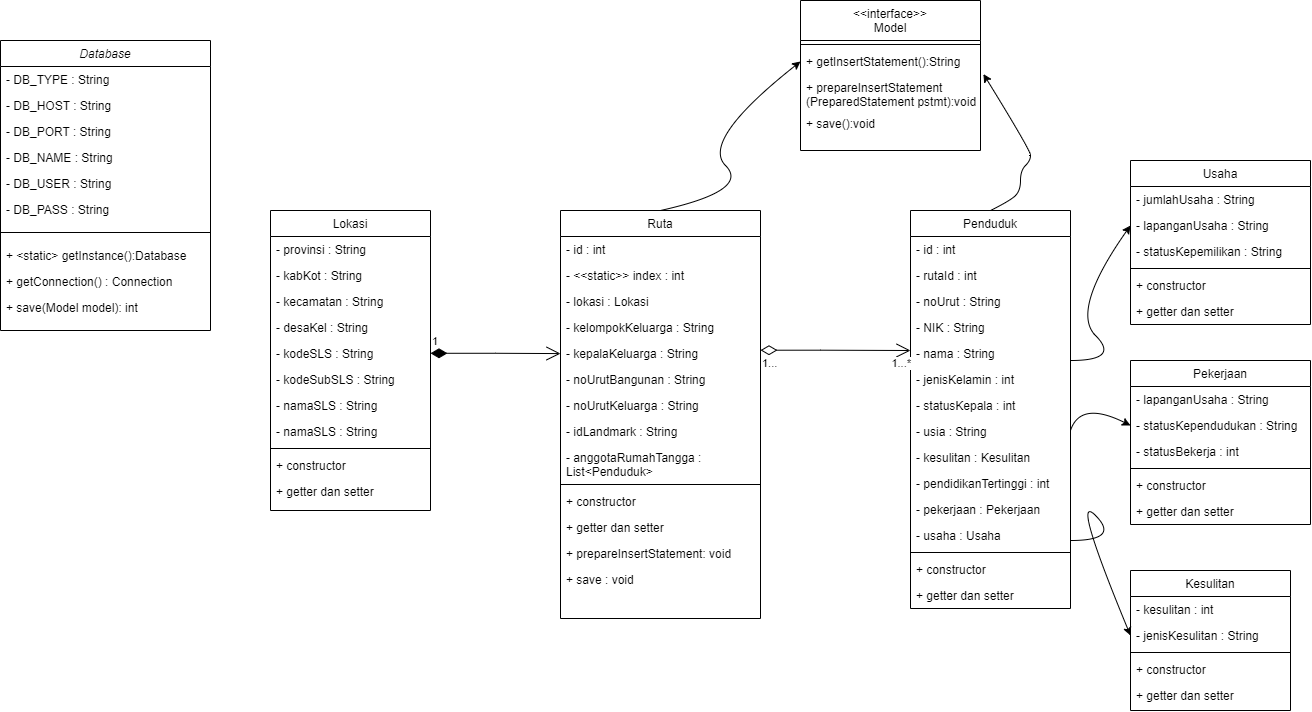 <<interface>>
Model
+ getInsertStatement():String
+ prepareInsertStatement
(PreparedStatement pstmt):void
+ save():void
Database
- DB_TYPE : String
- DB_HOST : String
- DB_PORT : String
- DB_NAME : String
- DB_USER : String
- DB_PASS : String
+ <static> getInstance():Database
+ getConnection() : Connection
+ save(Model model): int
Lokasi
- provinsi : String
- kabKot : String
- kecamatan : String
- desaKel : String
- kodeSLS : String
- kodeSubSLS : String
- namaSLS : String
- namaSLS : String
+ constructor
+ getter dan setter
1
Ruta
- id : int
- <<static>> index : int
- lokasi : Lokasi
- kelompokKeluarga : String
- kepalaKeluarga : String
- noUrutBangunan : String
- noUrutKeluarga : String
- idLandmark : String
- anggotaRumahTangga :
List<Penduduk>
+ constructor
+ getter dan setter
+ prepareInsertStatement: void
+ save : void
1...
1...*
Penduduk
- id : int
- rutaId : int
- noUrut : String
- NIK : String
- nama : String
- jenisKelamin : int
- statusKepala : int
- usia : String
- kesulitan : Kesulitan
- pendidikanTertinggi : int
- pekerjaan : Pekerjaan
- usaha : Usaha
+ constructor
+ getter dan setter
Usaha
- jumlahUsaha : String
- lapanganUsaha : String
- statusKepemilikan : String
+ constructor
+ getter dan setter
Pekerjaan
- lapanganUsaha : String
- statusKependudukan : String
- statusBekerja : int
+ constructor
+ getter dan setter
Kesulitan
- kesulitan : int
- jenisKesulitan : String
+ constructor
+ getter dan setter